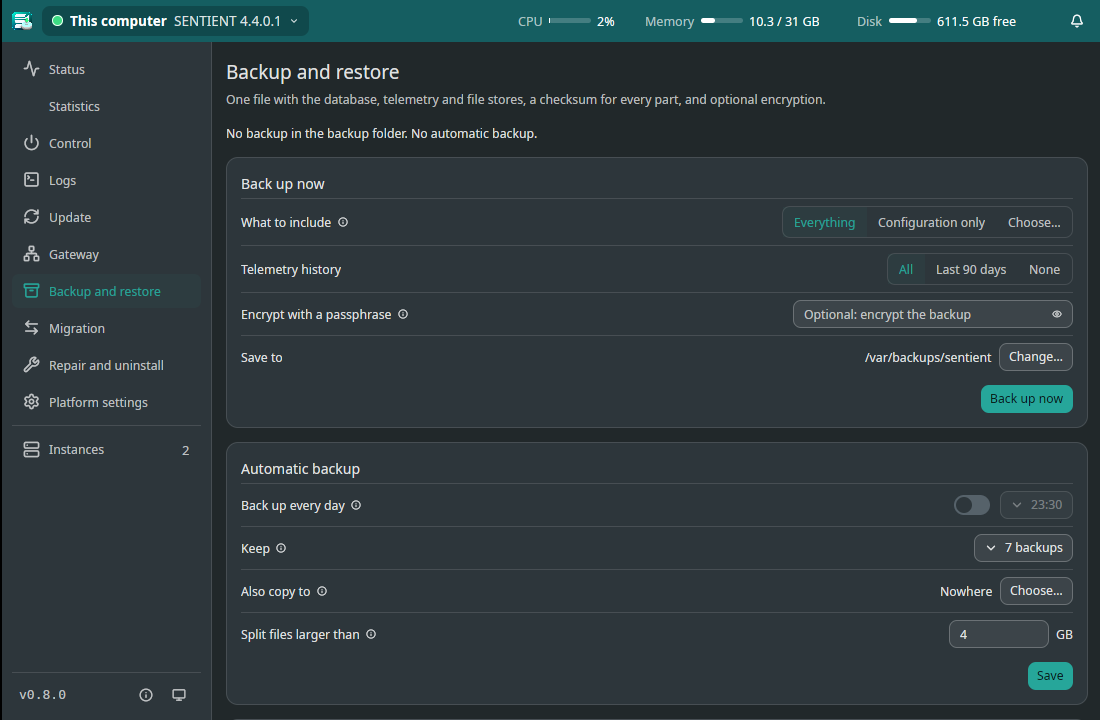 This computer SENTIENT 4.4.0.1
CPU 2% Memory 10.3 / 31 GB Disk 611.5 GB free
Status
Statistics
Control
Logs
Update
Gateway
Backup and restore
Migration
Repair and uninstall
Platform settings
Instances 2
v0.8.0
Backup and restore
One file with the database, telemetry and file stores, a checksum for every part, and optional encryption.
No backup in the backup folder. No automatic backup.
Back up now
What to include Everything Configuration only Choose...
Telemetry history All Last 90 days None
Encrypt with a passphrase Optional: encrypt the backup
Save to /var/backups/sentient Change...
Back up now
Automatic backup
Back up every day 23:30
Keep 7 backups
Also copy to Nowhere Choose...
Split files larger than 4 GB
Save